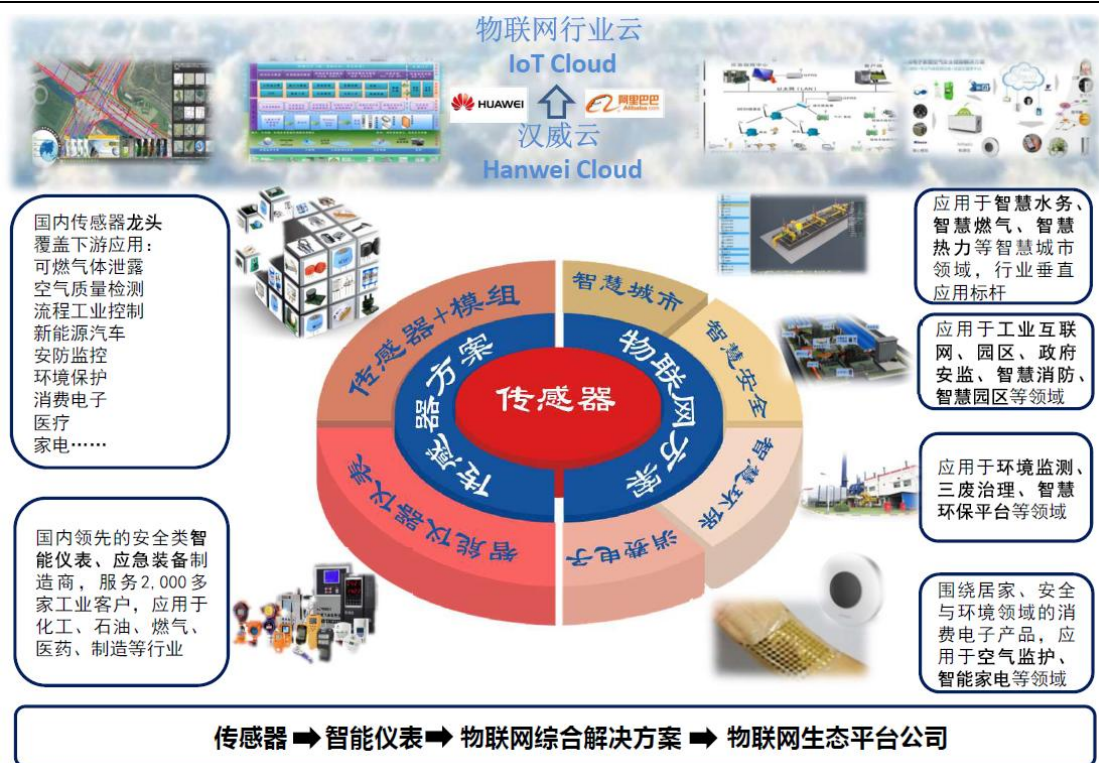 物联网行业云
IoT Cloud
HUAWEI
阿里巴巴
Alibaba.com
汉威云
Hanwei Cloud
国内传感器龙头
覆盖下游应用：
可燃气体泄露
空气质量检测
流程工业控制
新能源汽车
安防监控
环境保护
消费电子
医疗
家电……
国内领先的安全类智
能仪表、应急装备制
造商，服务2,000多
家工业客户，应用于
化工、石油、燃气、
医药、制造等行业
传感器+模组
智能仪器仪表
传感器方案
传感器
物联网方案
智慧城市
智慧安全
智慧环保
消费电子
应用于智慧水务、
智慧燃气、智慧
热力等智慧城市
领域，行业垂直
应用标杆
应用于工业互联
网、园区、政府
安监、智慧消防、
智慧园区等领域
应用于环境监测、
三废治理、智慧
环保平台等领域
围绕居家、安全
与环境领域的消
费电子产品，应
用于空气监护、
智能家电等领域
传感器➡智能仪表➡物联网综合解决方案➡物联网生态平台公司